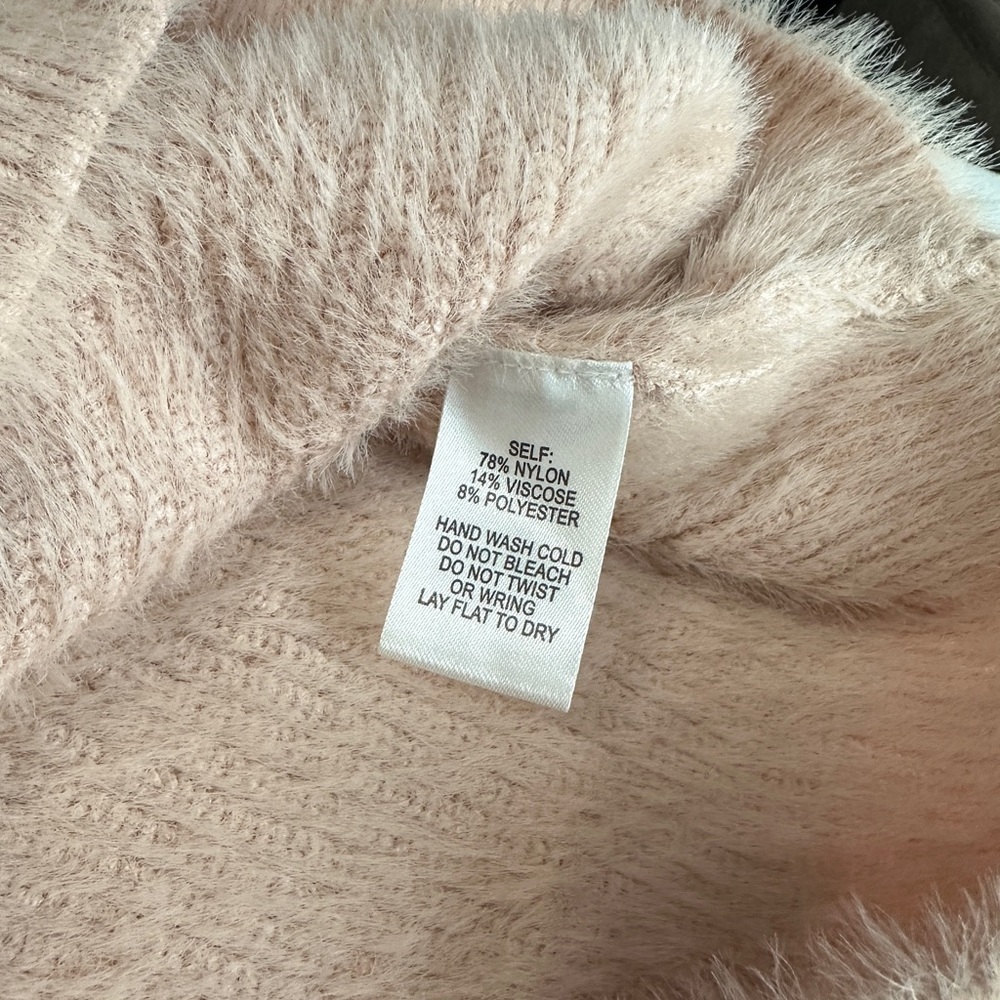 SELF:
78% NYLON
14% VISCOSE
8% POLYESTER
HAND WASH COLD
DO NOT BLEACH
DO NOT TWIST
OR WRING
LAY FLAT TO DRY